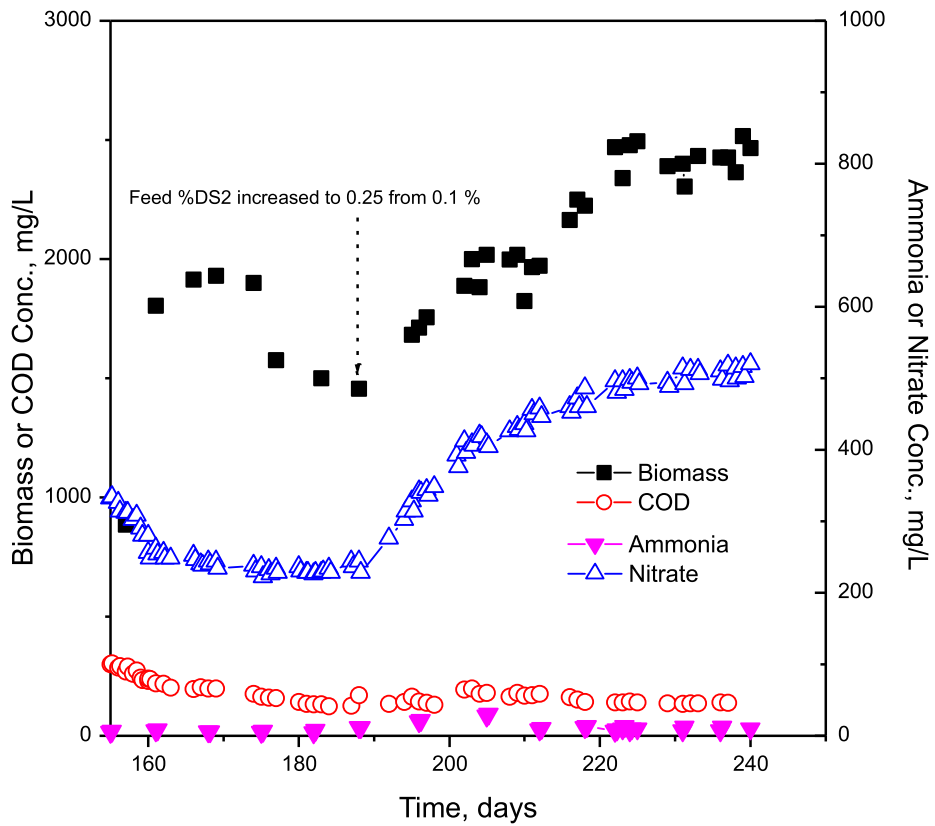 3000
1000
2000
800
600
1000
400
200
0
0
160
180
200
220
240
Biomass or COD Conc., mg/L
Ammonia or Nitrate Conc., mg/L
Time, days
Feed %DS2 increased to 0.25 from 0.1 %
Biomass
COD
Ammonia
Nitrate